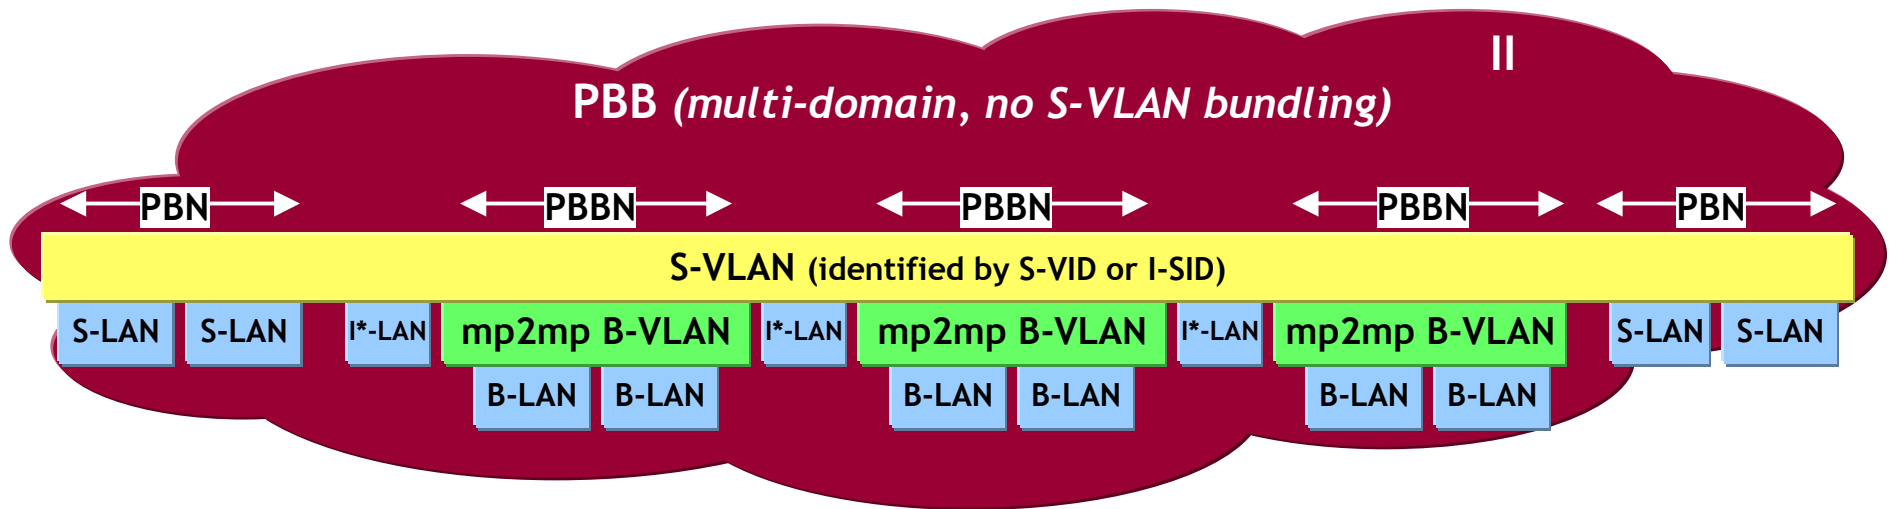 II
PBB (multi-domain, no S-VLAN bundling)
PBN PBBN PBBN PBBN PBN
S-VLAN (identified by S-VID or I-SID)
S-LAN S-LAN I*-LAN mp2mp B-VLAN I*-LAN mp2mp B-VLAN I*-LAN mp2mp B-VLAN S-LAN S-LAN
B-LAN B-LAN B-LAN B-LAN B-LAN B-LAN